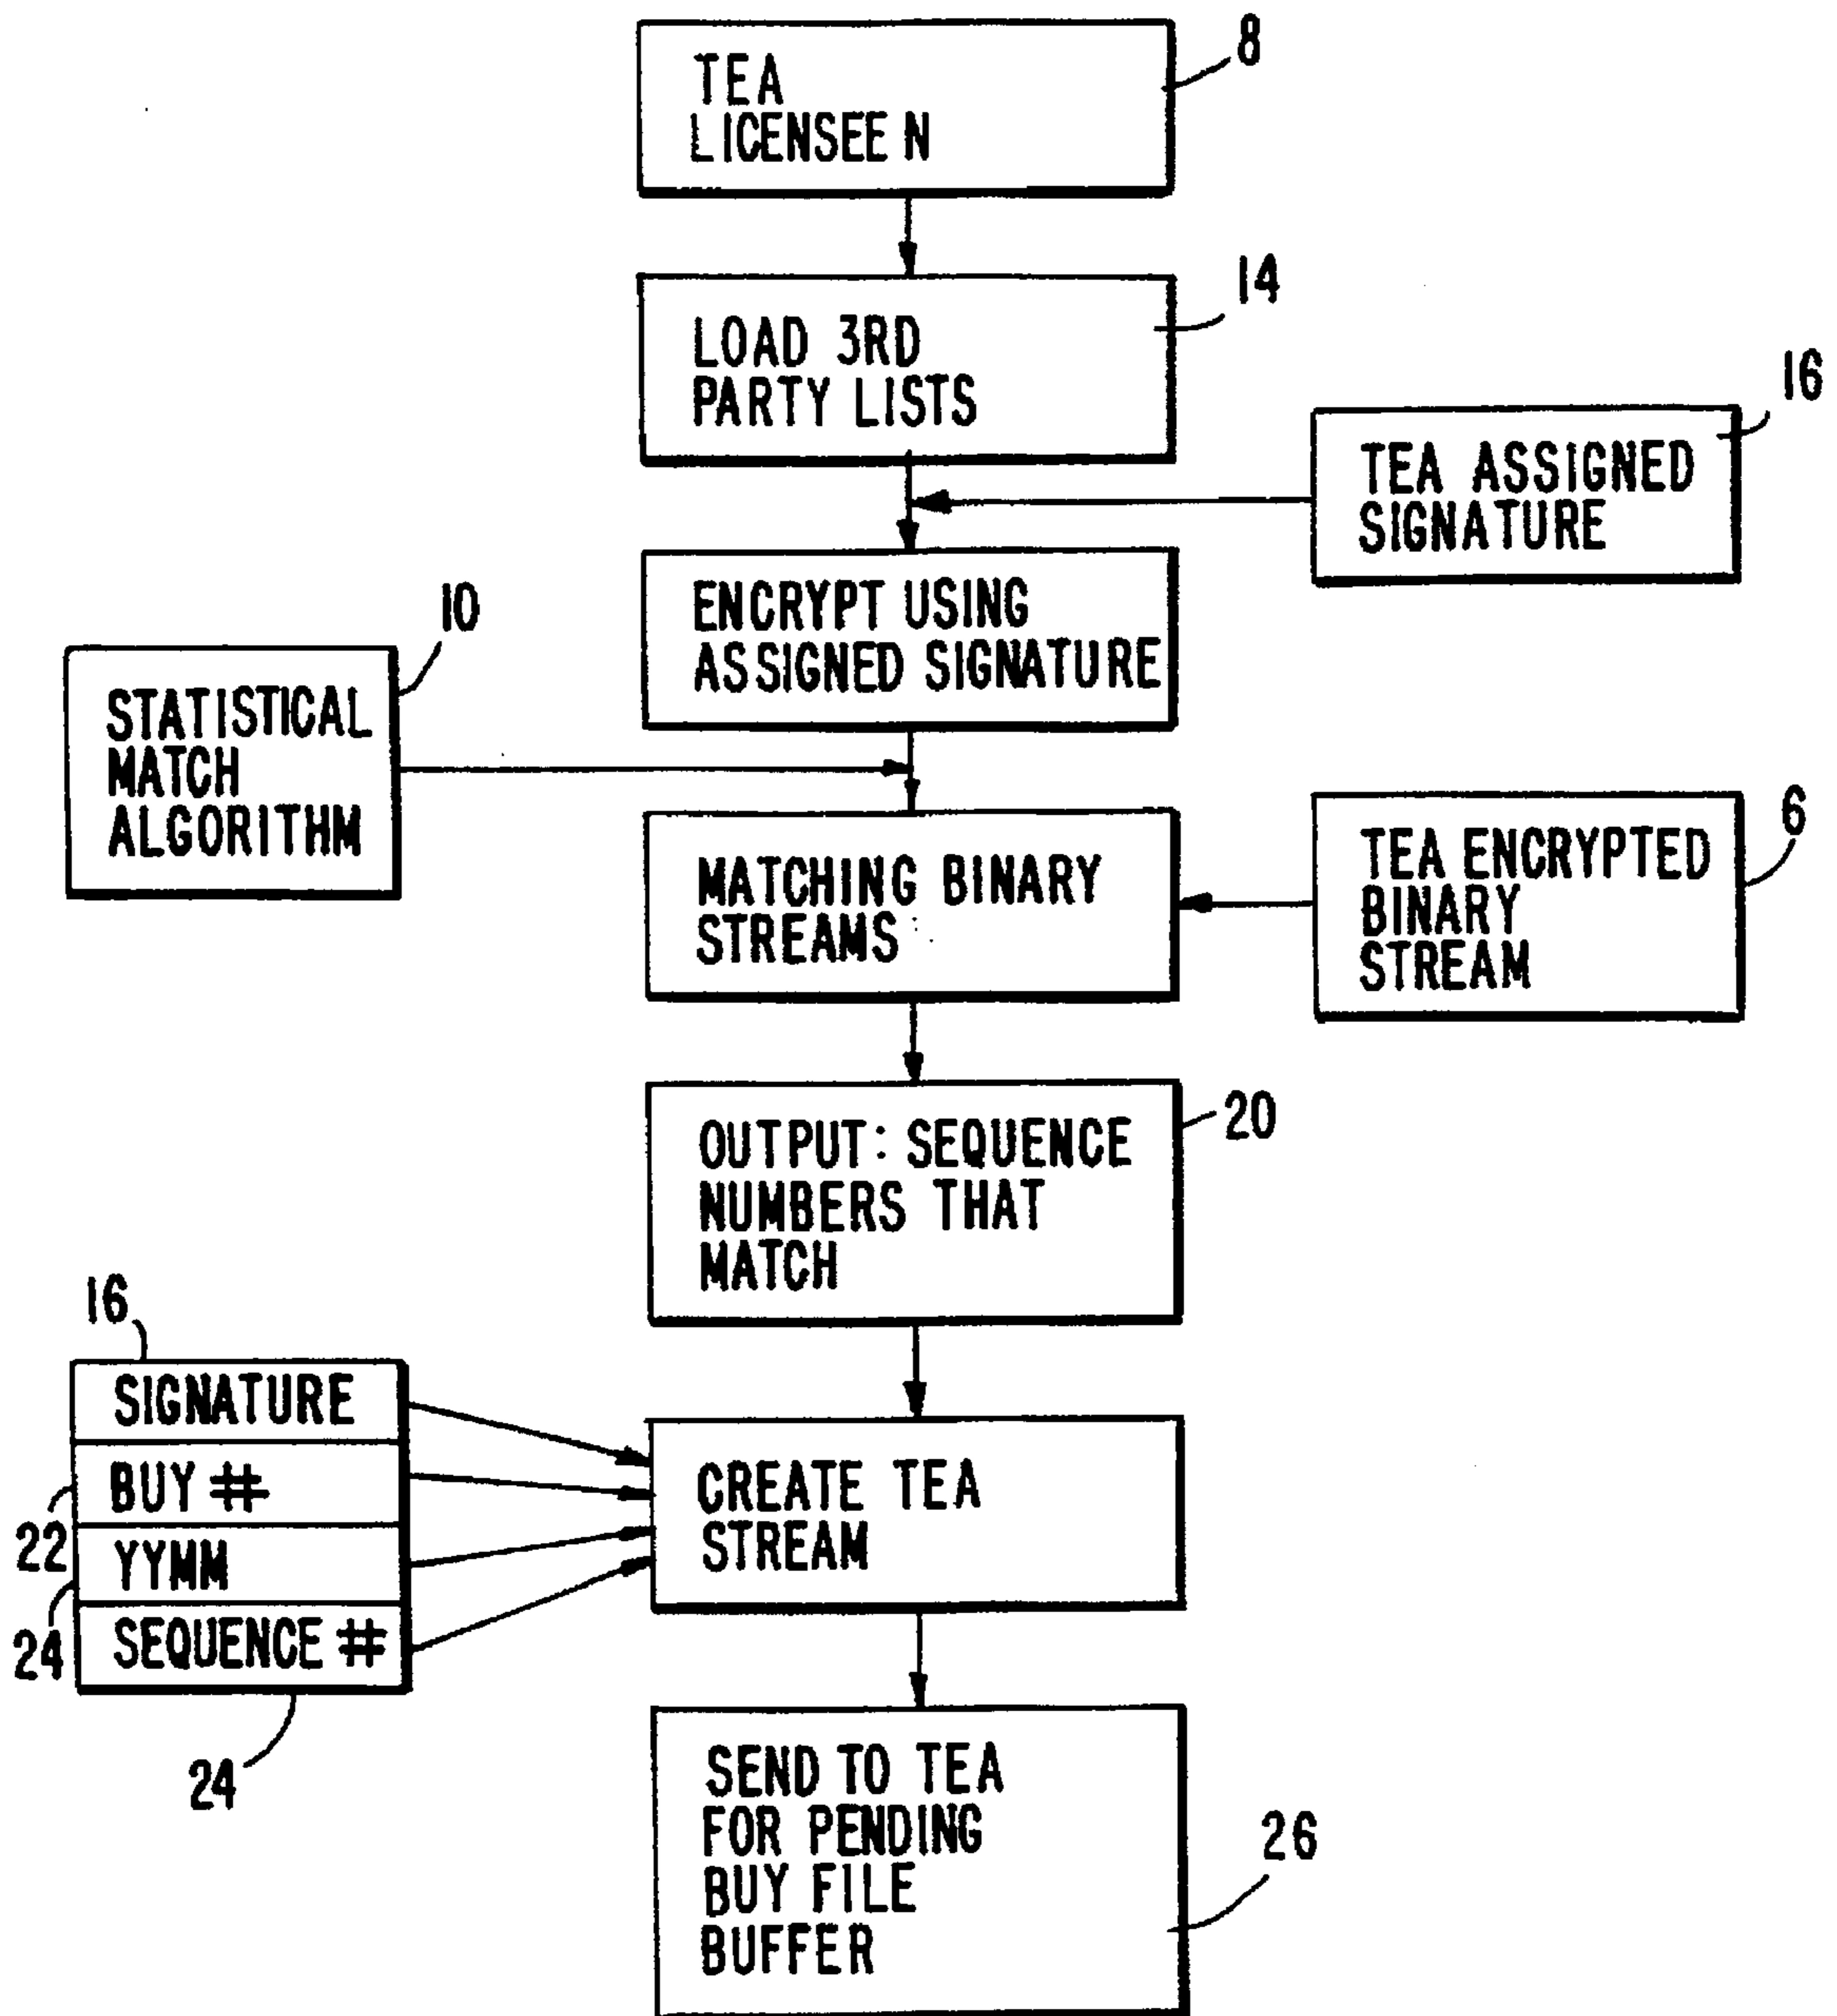 TEA
LICENSEE N
8
LOAD 3RD
PARTY LISTS
14
TEA ASSIGNED
SIGNATURE
16
ENCRYPT USING
ASSIGNED SIGNATURE
STATISTICAL
MATCH
ALGORITHM
10
MATCHING BINARY
STREAMS
TEA ENCRYPTED
BINARY
STREAM
6
OUTPUT: SEQUENCE
NUMBERS THAT
MATCH
20
16
SIGNATURE
BUY #
22
YYMM
24
SEQUENCE #
24
CREATE TEA
STREAM
SEND TO TEA
FOR PENDING
BUY FILE
BUFFER
26